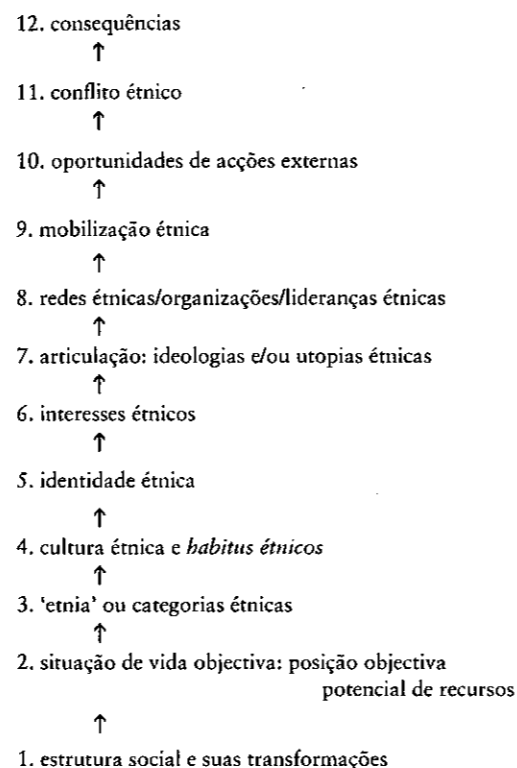 12. consequências
↑
11. conflito étnico
↑
10. oportunidades de acções externas
↑
9. mobilização étnica
↑
8. redes étnicas/organizações/lideranças étnicas
↑
7. articulação: ideologias e/ou utopias étnicas
↑
6. interesses étnicos
↑
5. identidade étnica
↑
4. cultura étnica e habitus étnicos
↑
3. 'etnia' ou categorias étnicas
↑
2. situação de vida objectiva: posição objectiva
potencial de recursos
↑
1. estrutura social e suas transformações